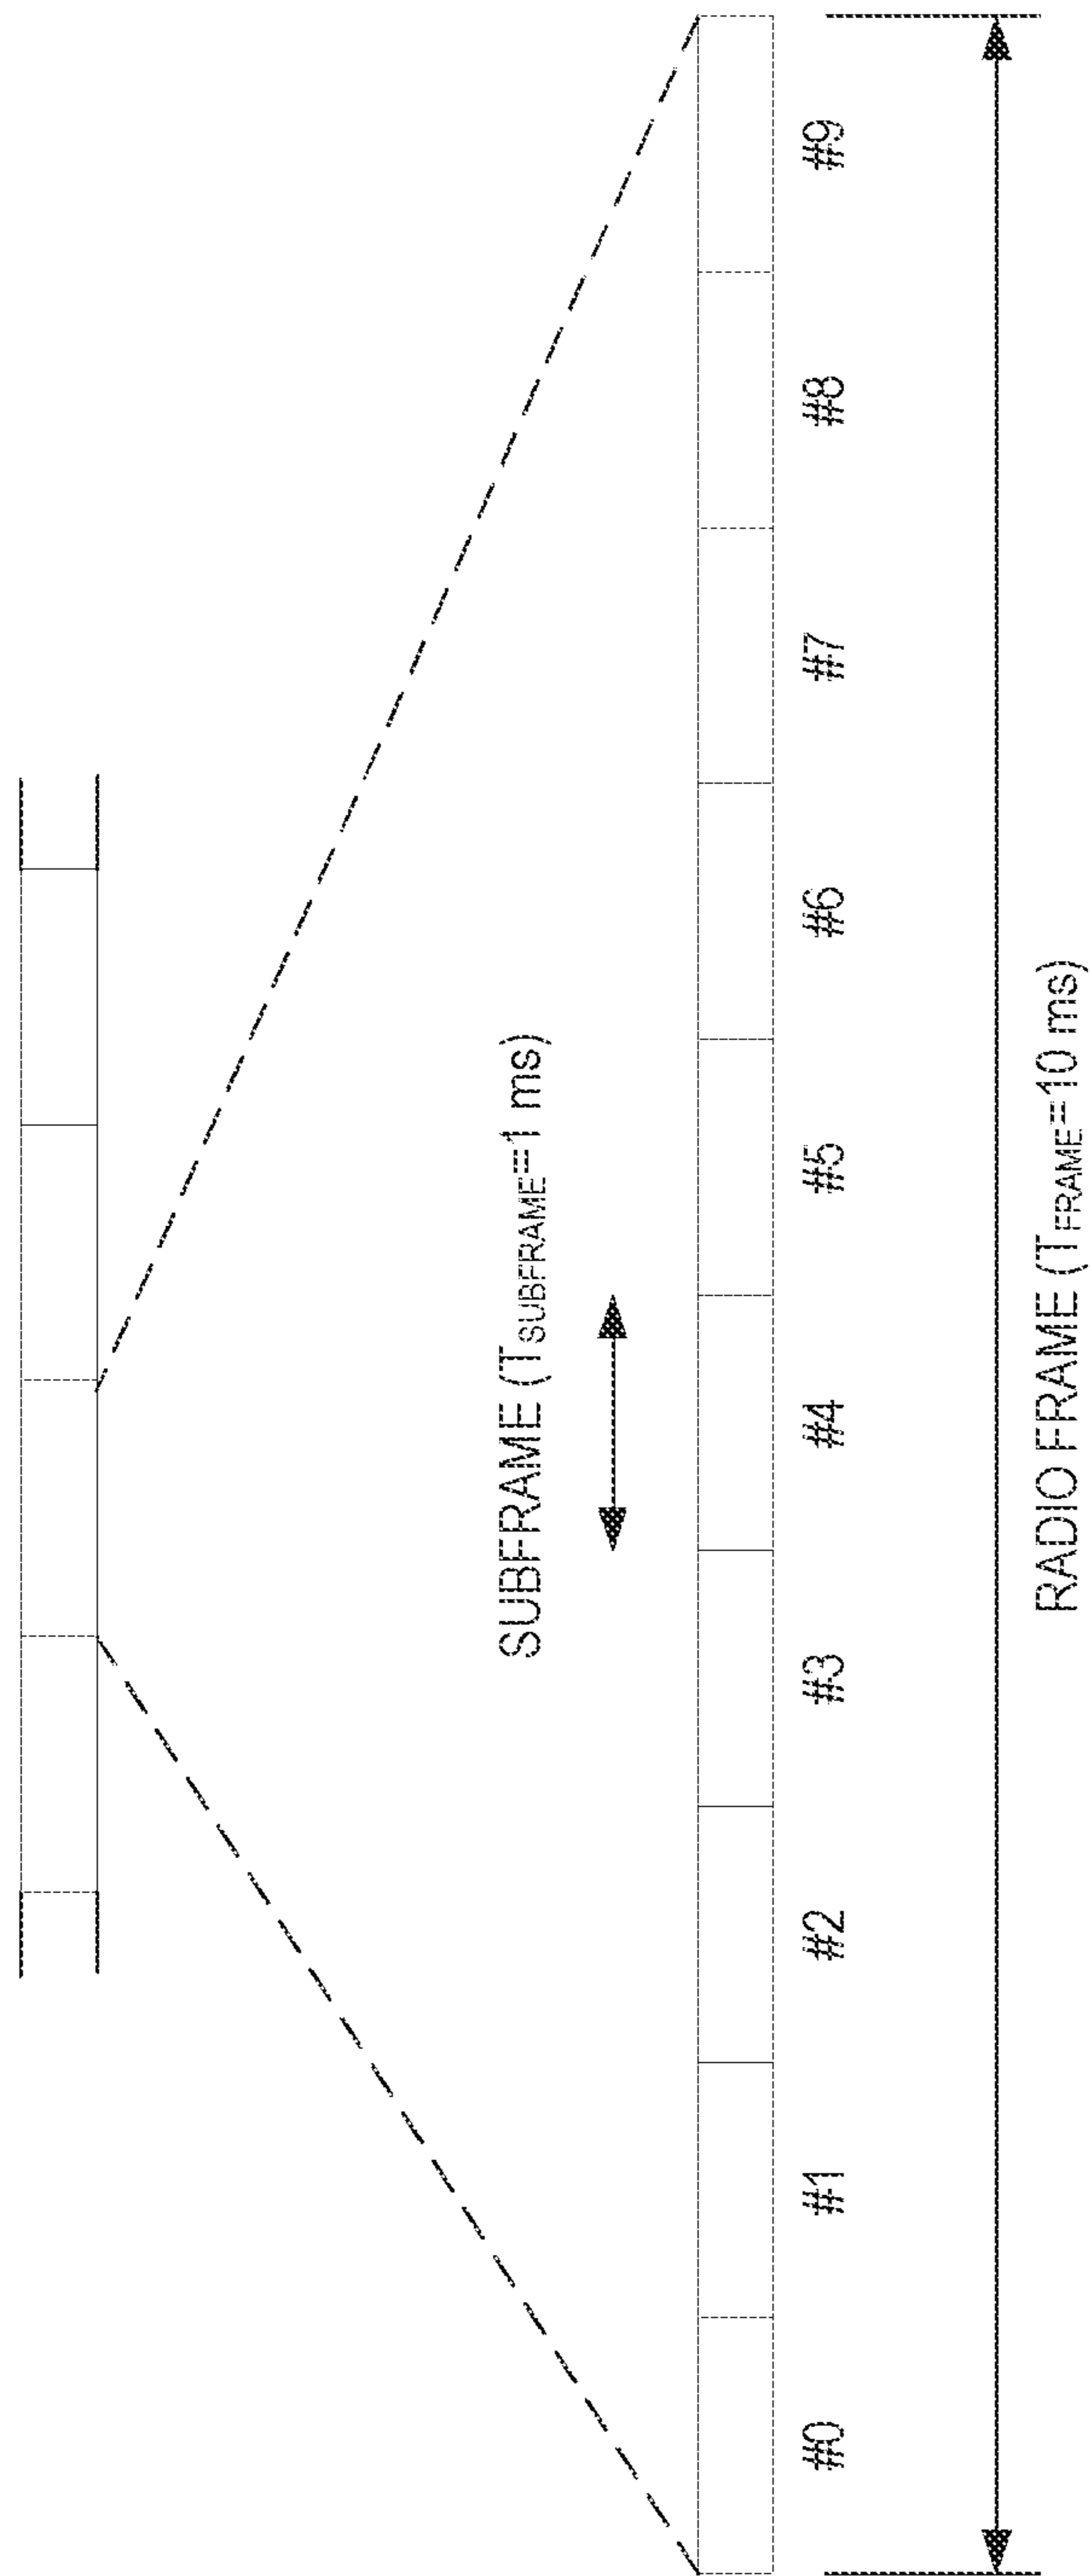 SUBFRAME (TSUBFRAME=1 ms)
#0 #1 #2 #3 #4 #5 #6 #7 #8 #9
RADIO FRAME (TFRAME=10 ms)